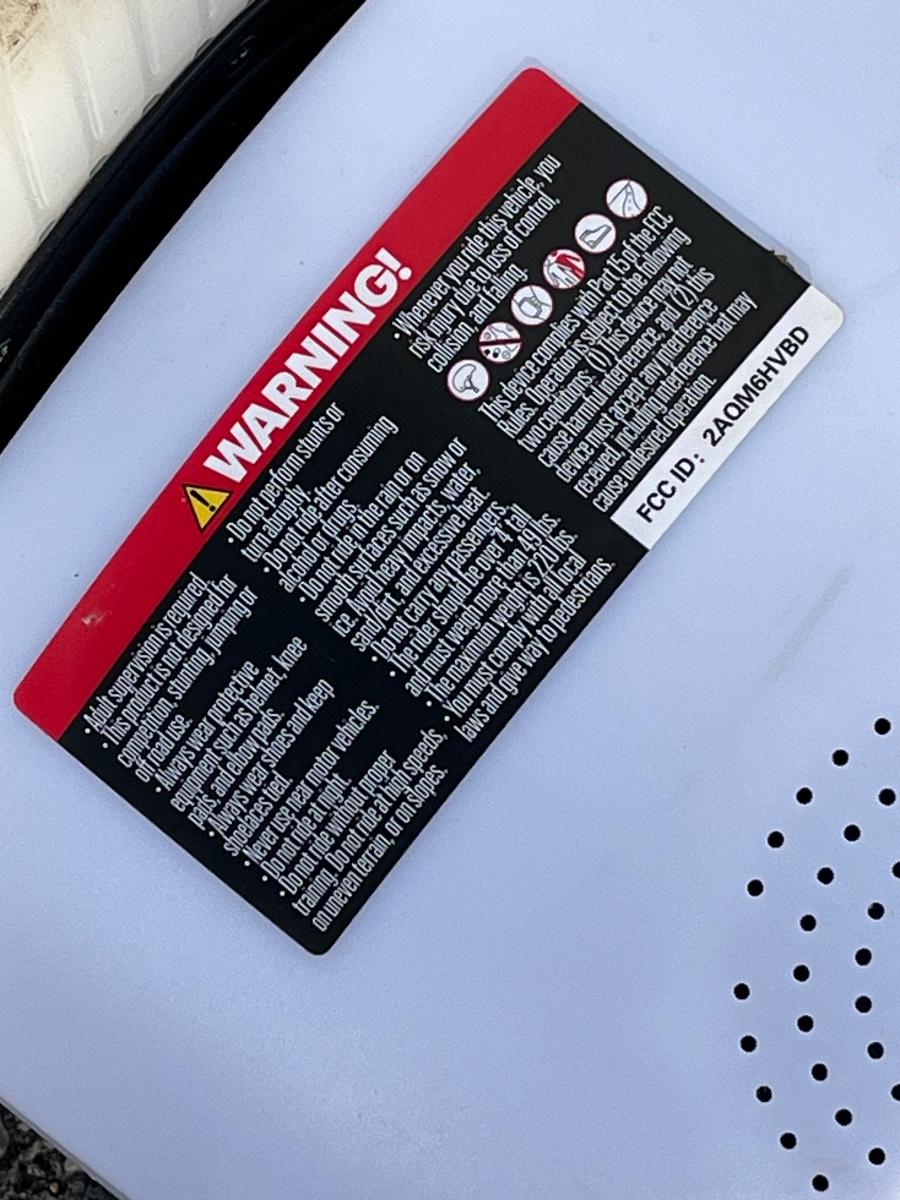 WARNING!
• Adult supervision is required.
• This product is not designed for
competition, stunting, jumping or
off road use.
• Always wear protective
equipment such as helmet, knee
pads, and elbow pads.
• Always wear shoes and keep
shoelaces tied.
• Never use near motor vehicles.
• Do not ride at night.
• Do not ride without proper
training. Do not ride at high speeds,
on uneven terrain, or on slopes.
• Do not perform stunts or
turn abruptly.
• Do not ride after consuming
alcohol or drugs.
• Do not ride in the rain or on
smooth surfaces such as snow or
ice. Avoid heavy impacts, water,
salt/dirt, and excessive heat.
• Do not carry any passengers.
• The rider should be over 4' tall
and must weigh more than 40 lbs.
• The maximum weight is 220 lbs.
• You must comply with all local
laws and give way to pedestrians.
• Whenever you ride this vehicle, you
risk injury due to loss of control,
collision, and falling.
This device complies with Part 15 of the FCC
Rules. Operation is subject to the following
two conditions: (1) This device may not
cause harmful interference, and (2) this
device must accept any interference
received, including interference that may
cause undesired operation.
FCC ID: 2AQM6HVBD